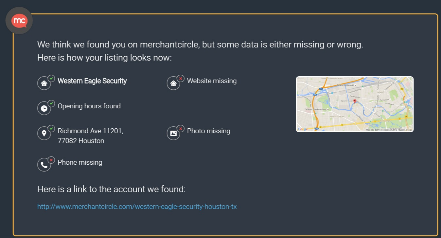 mc
We think we found you on merchantcircle, but some data is either missing or wrong.
Here is how your listing looks now:
Western Eagle Security
Website missing
Opening hours found
Richmond Ave 11201,
77082 Houston
Photo missing
Phone missing
Here is a link to the account we found:
http://www.merchantcircle.com/western-eagle-security-houston-tx